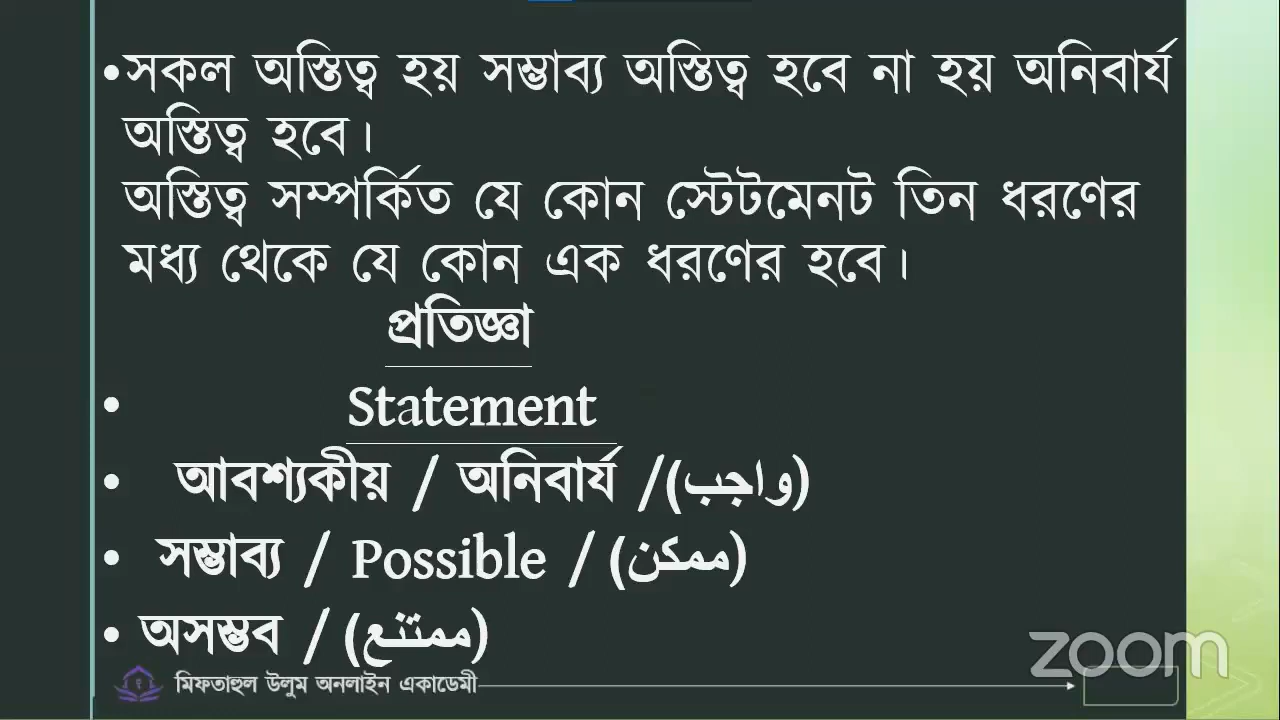 •সকল অস্তিত্ব হয় সম্ভাব্য অস্তিত্ব হবে না হয় অনিবার্য
অস্তিত্ব হবে।
অস্তিত্ব সম্পর্কিত যে কোন স্টেটমেনট তিন ধরণের
মধ্য থেকে যে কোন এক ধরণের হবে।
প্রতিজ্ঞা
• Statement
• আবশ্যকীয় / অনিবার্য /(واجب)
• সম্ভাব্য / Possible / (ممكن)
• অসম্ভব / (ممتنع)
মিফতাহুল উলুম অনলাইন একাডেমী
zoom